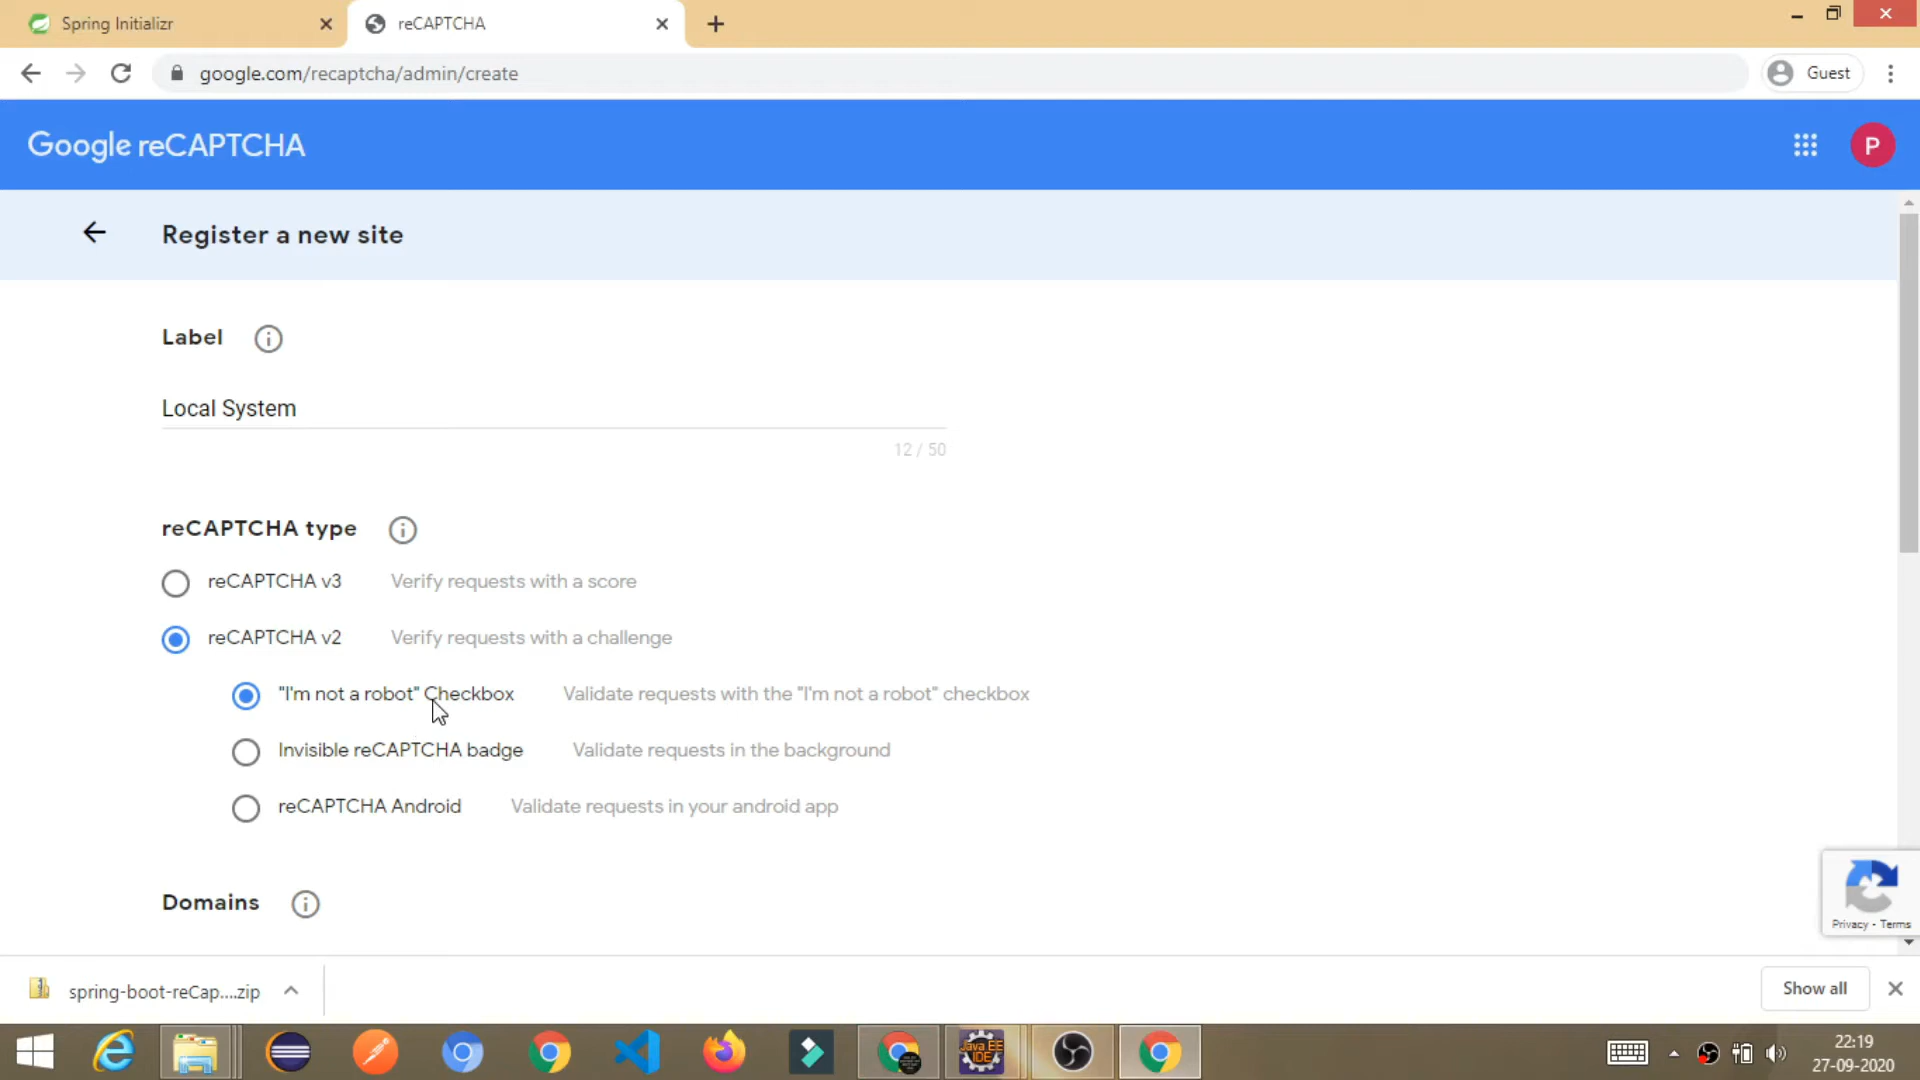 Spring Initializr
reCAPTCHA
google.com/recaptcha/admin/create
Guest
Google reCAPTCHA
P
Register a new site
Label
Local System
12 / 50
reCAPTCHA type
reCAPTCHA v3 Verify requests with a score
reCAPTCHA v2 Verify requests with a challenge
"I'm not a robot" Checkbox Validate requests with the "I'm not a robot" checkbox
Invisible reCAPTCHA badge Validate requests in the background
reCAPTCHA Android Validate requests in your android app
Domains
Privacy - Terms
spring-boot-reCap....zip
Show all
Java EE
IDE
22:19
27-09-2020